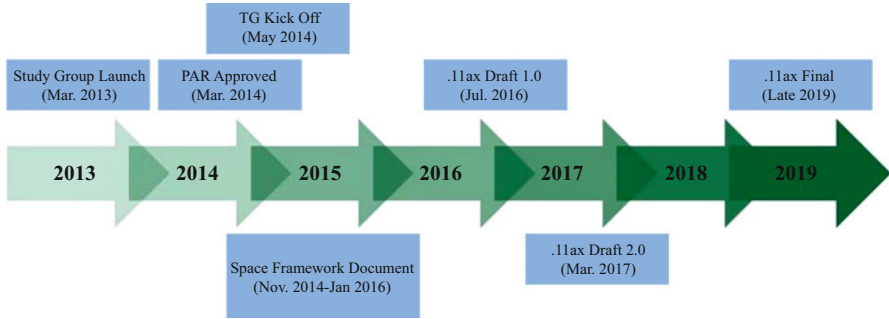 TG Kick Off
(May 2014)
Study Group Launch
(Mar. 2013)
PAR Approved
(Mar. 2014)
.11ax Draft 1.0
(Jul. 2016)
.11ax Final
(Late 2019)
2013
2014
2015
2016
2017
2018
2019
Space Framework Document
(Nov. 2014-Jan 2016)
.11ax Draft 2.0
(Mar. 2017)